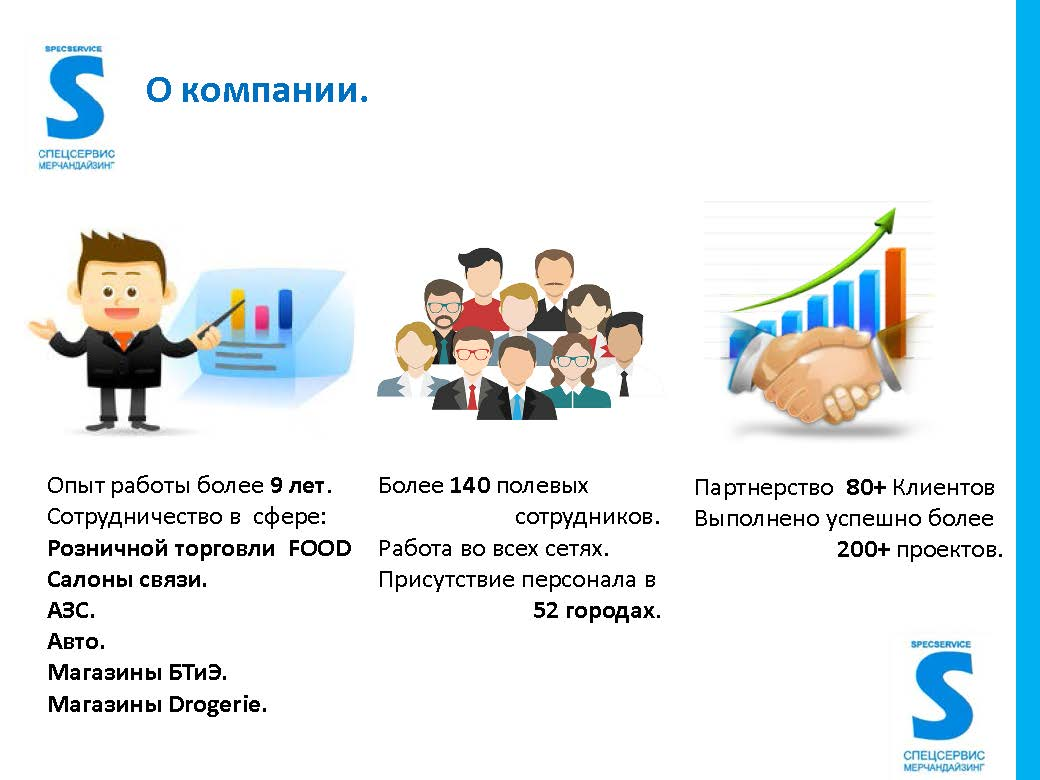 SPECSERVICE
S
СПЕЦСЕРВИС
МЕРЧАНДАЙЗИНГ
О компании.
Опыт работы более 9 лет.
Сотрудничество в сфере:
Розничной торговли FOOD
Салоны связи.
АЗС.
Авто.
Магазины БТиЭ.
Магазины Drogerie.
Более 140 полевых
сотрудников.
Работа во всех сетях.
Присутствие персонала в
52 городах.
Партнерство 80+ Клиентов
Выполнено успешно более
200+ проектов.
SPECSERVICE
S
СПЕЦСЕРВИС
МЕРЧАНДАЙЗИНГ